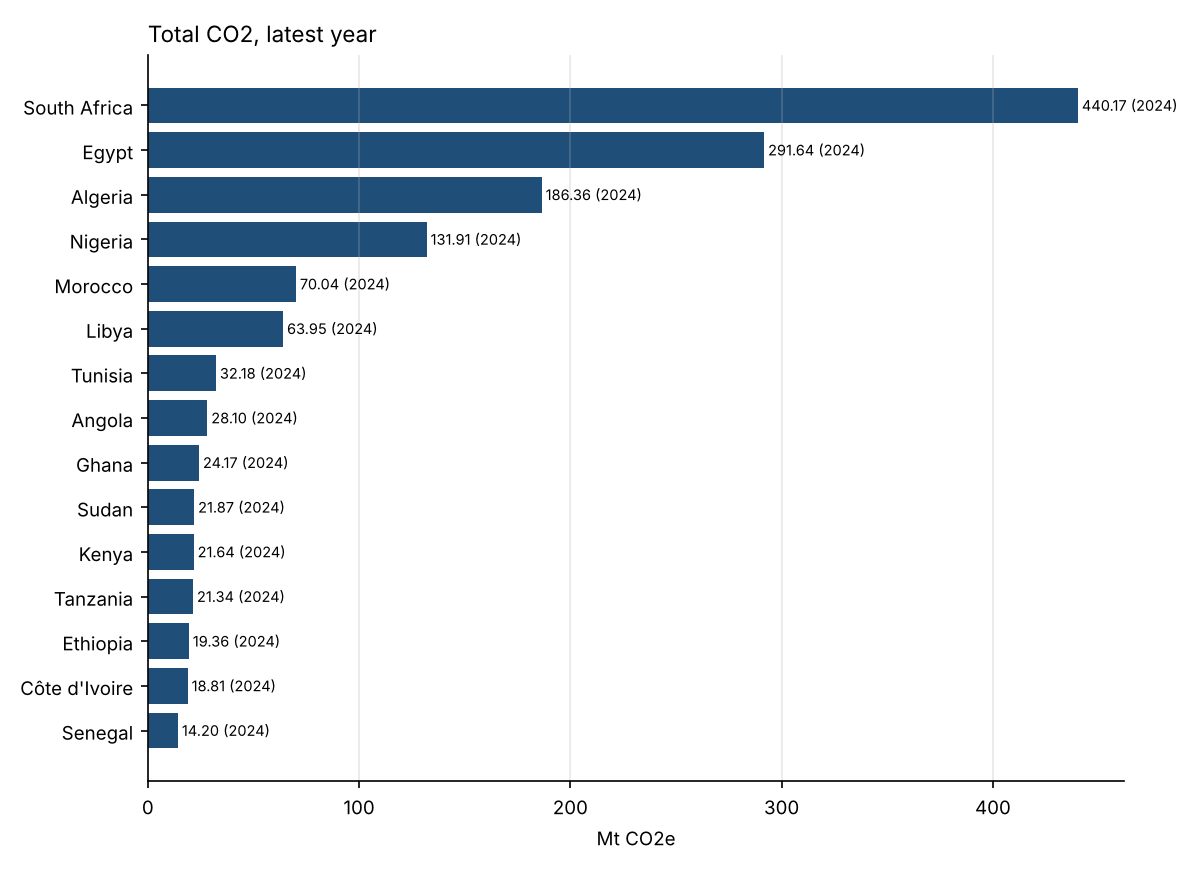 Total CO2, latest year
South Africa 440.17 (2024)
Egypt 291.64 (2024)
Algeria 186.36 (2024)
Nigeria 131.91 (2024)
Morocco 70.04 (2024)
Libya 63.95 (2024)
Tunisia 32.18 (2024)
Angola 28.10 (2024)
Ghana 24.17 (2024)
Sudan 21.87 (2024)
Kenya 21.64 (2024)
Tanzania 21.34 (2024)
Ethiopia 19.36 (2024)
Côte d'Ivoire 18.81 (2024)
Senegal 14.20 (2024)
0 100 200 300 400
Mt CO2e